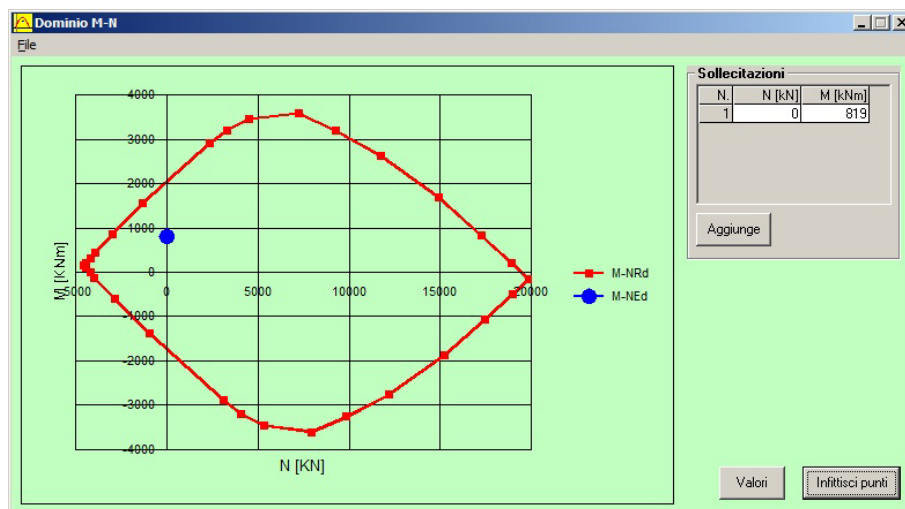 Dominio M-N
File
4000
3000
2000
1000
0
-1000
-2000
-3000
-4000
M [KNm]
-5000 0 5000 10000 15000 20000
N [KN]
M-NRd
M-NEd
Sollecitazioni
N. N [kN] M [kNm]
1 0 819
Aggiunge
Valori
Infittisci punti